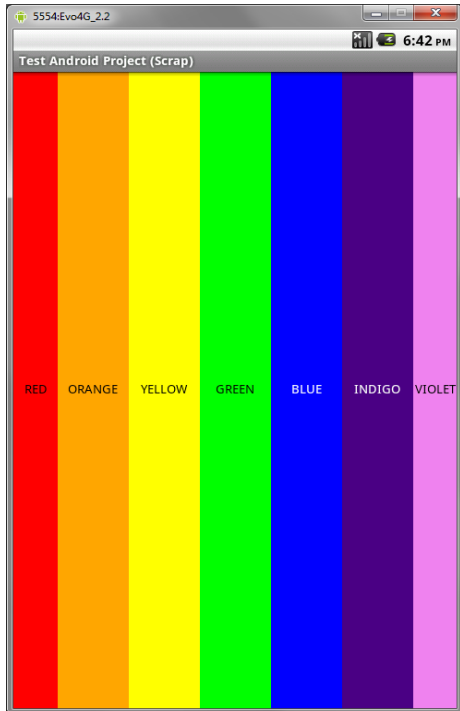 5554:Evo4G_2.2
6:42 PM
Test Android Project (Scrap)
RED ORANGE YELLOW GREEN BLUE INDIGO VIOLET